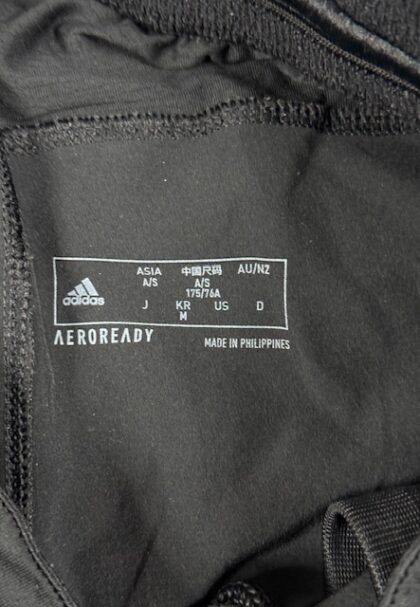 ASIA 中国尺码 AU/NZ
A/S A/S
175/76A
adidas J KR US D
M
AEROREADY MADE IN PHILIPPINES